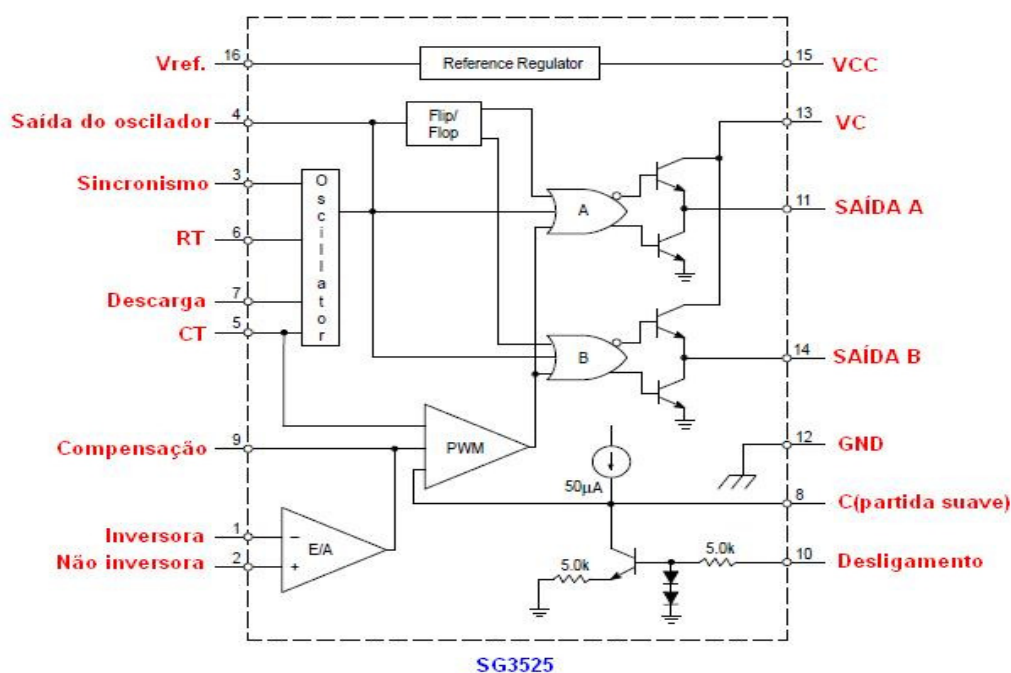 Vref.
16
Reference Regulator
15
VCC
Saída do oscilador
4
Flip/
Flop
13
VC
Sincronismo
3
Oscillator
A
11
SAÍDA A
RT
6
Descarga
7
CT
5
B
14
SAÍDA B
Compensação
9
PWM
12
GND
50µA
8
C(partida suave)
Inversora
1
−
E/A
Não inversora
2
+
5.0k
5.0k
10
Desligamento
SG3525